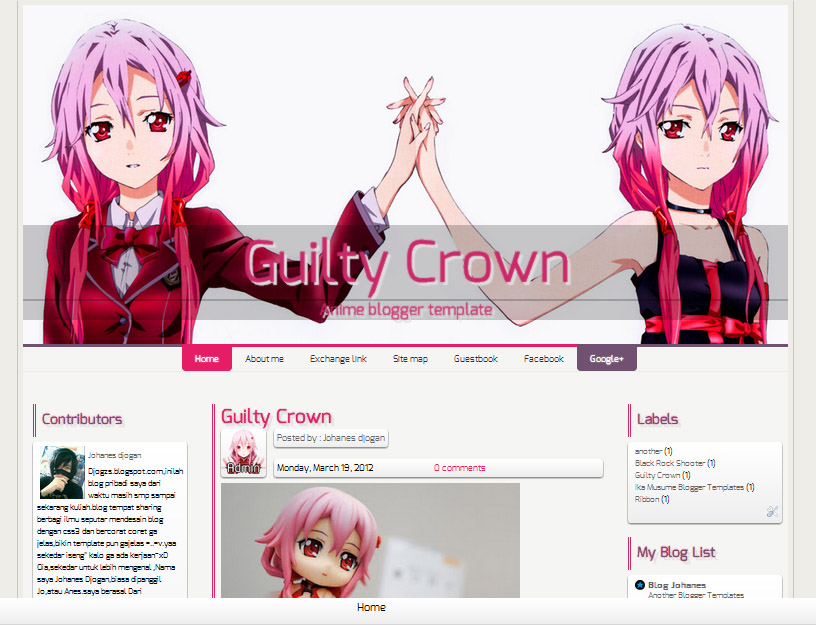 Guilty Crown
Anime blogger template
Home
About me
Exchange link
Site map
Guestbook
Facebook
Google+
Contributors
Johanes djogan
Djogzs.blogspot.com,inilah
blog pribadi saya dari
waktu masih smp sampai
sekarang kuliah.blog tempat sharing
berbagi ilmu seputar mendesain blog
dengan css3 dan bercorat coret ga
jelas,bikin template pun gajelas =..=v.yaa
sekedar iseng" kalo ga ada kerjaan~xD
Oia,sekedar untuk lebih mengenal ,Nama
saya Johanes Djogan,biasa dipanggil
Jo,atau Anes.saya berasal Dari
Guilty Crown
Admin
Posted by : Johanes djogan
Monday, March 19, 2012
0 comments
Labels
another (1)
Black Rock Shooter (1)
Guilty Crown (1)
Ika Musume Blogger Templates (1)
Ribbon (1)
My Blog List
Blog Johanes
Another Blogger Templates
Home